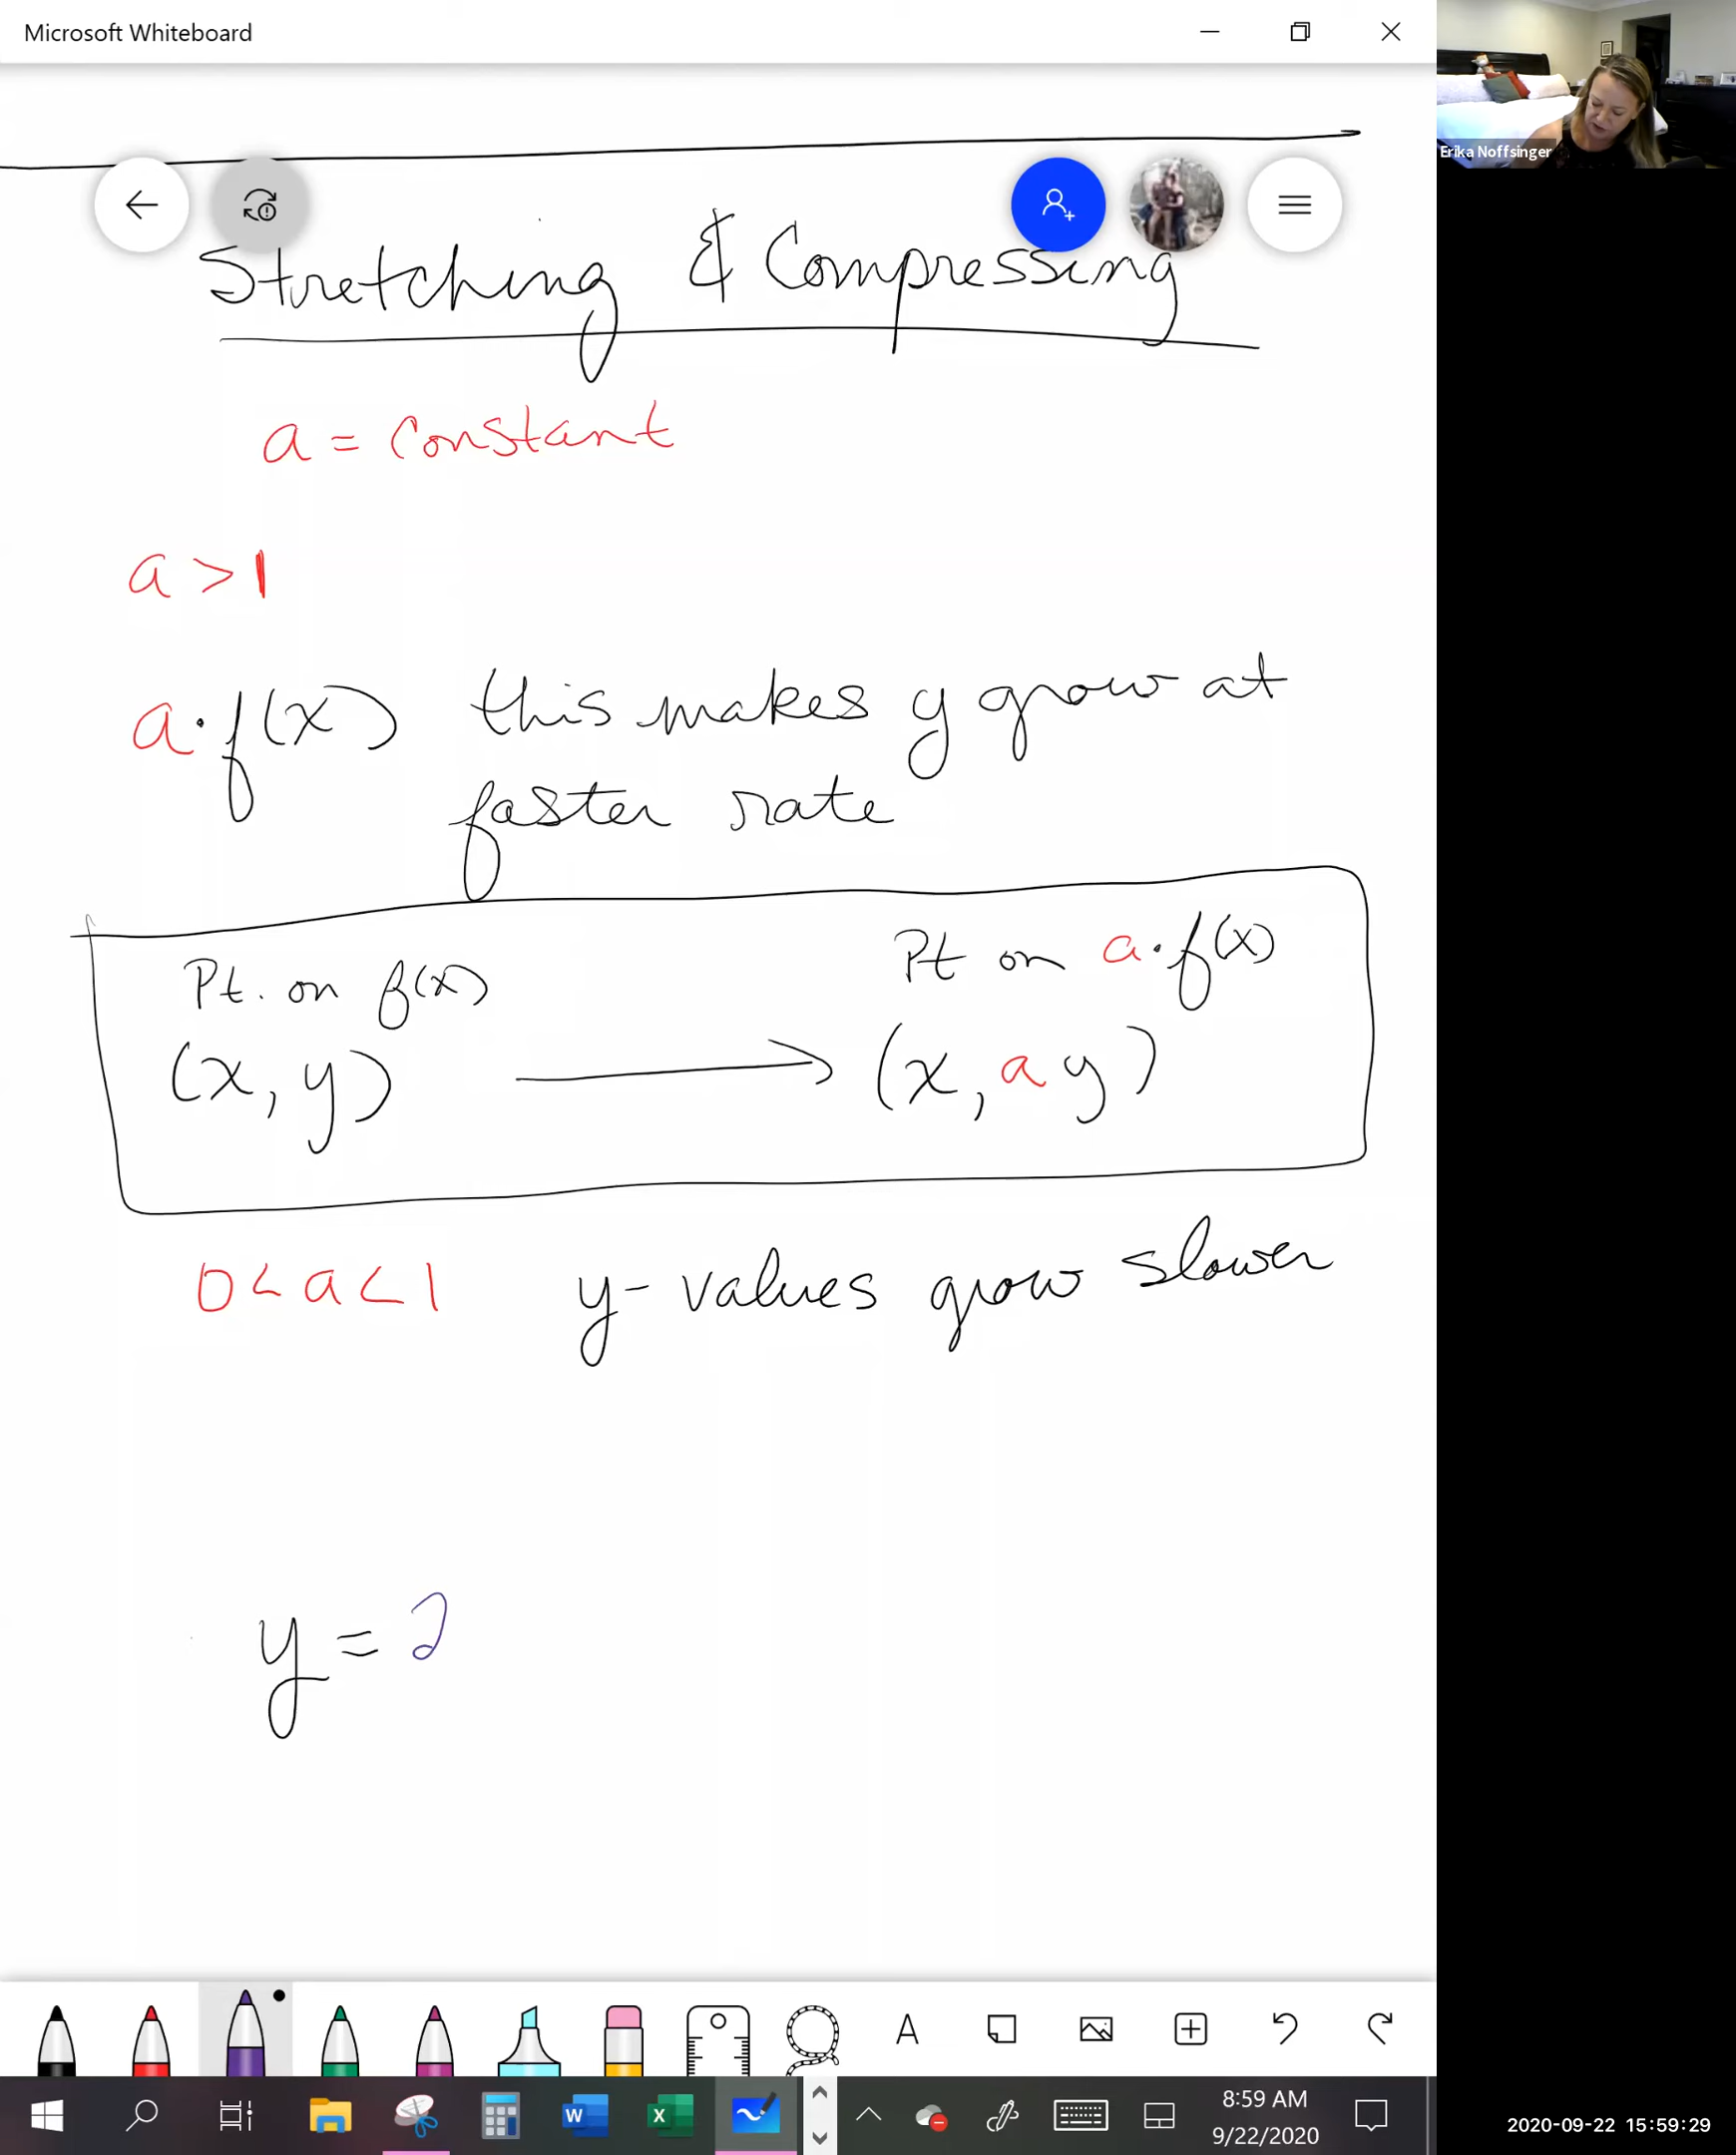 Microsoft Whiteboard
Erika Noffsinger
Stretching & Compressing
a = constant
a > 1
a·f(x) this makes y grow at
faster rate
Pt. on f(x) Pt on a·f(x)
(x, y) → (x, ay)
0 < a < 1 y-values grow slower
y = 2
A
W
X
8:59 AM
9/22/2020
2020-09-22 15:59:29